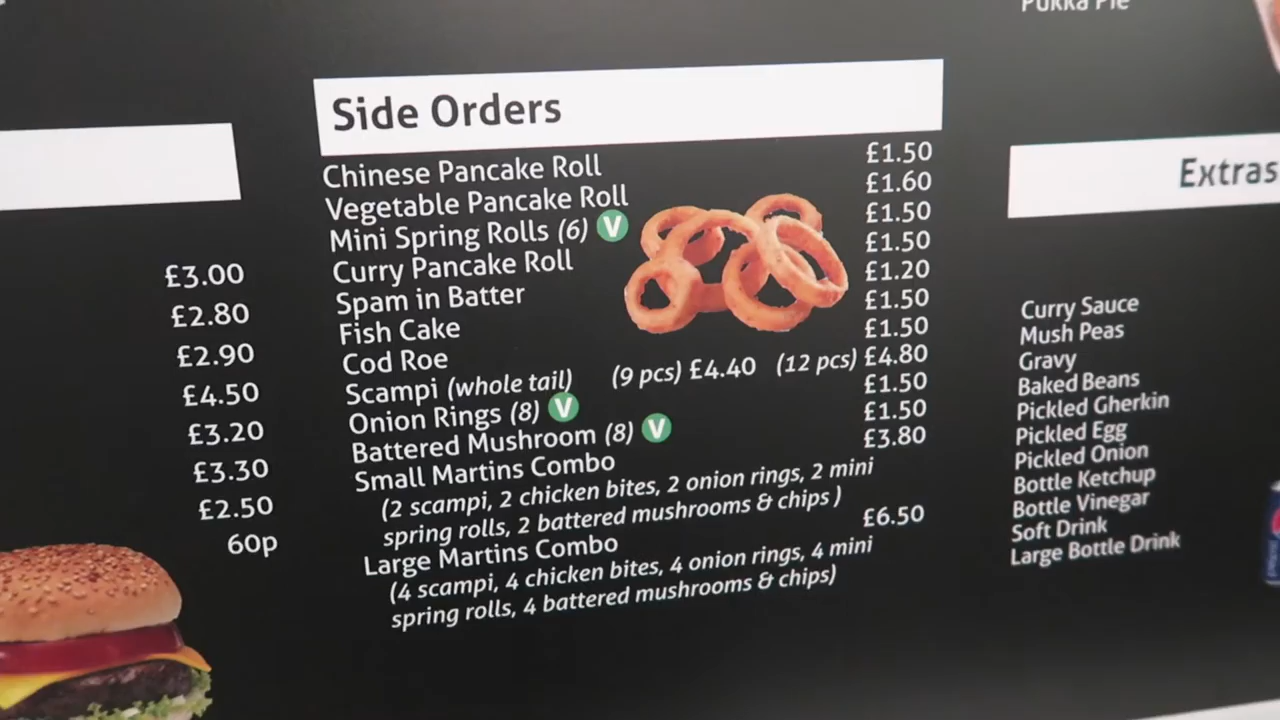 £3.00
£2.80
£2.90
£4.50
£3.20
£3.30
£2.50
60p
Side Orders
Chinese Pancake Roll £1.50
Vegetable Pancake Roll £1.60
Mini Spring Rolls (6) V £1.50
Curry Pancake Roll £1.50
Spam in Batter £1.20
Fish Cake £1.50
Cod Roe £1.50
Scampi (whole tail) (9 pcs) £4.40 (12 pcs) £4.80
Onion Rings (8) V £1.50
Battered Mushroom (8) V £1.50
Small Martins Combo £3.80
(2 scampi, 2 chicken bites, 2 onion rings, 2 mini
spring rolls, 2 battered mushrooms & chips )
Large Martins Combo £6.50
(4 scampi, 4 chicken bites, 4 onion rings, 4 mini
spring rolls, 4 battered mushrooms & chips)
Pukka Pie
Extras
Curry Sauce
Mush Peas
Gravy
Baked Beans
Pickled Gherkin
Pickled Egg
Pickled Onion
Bottle Ketchup
Bottle Vinegar
Soft Drink
Large Bottle Drink